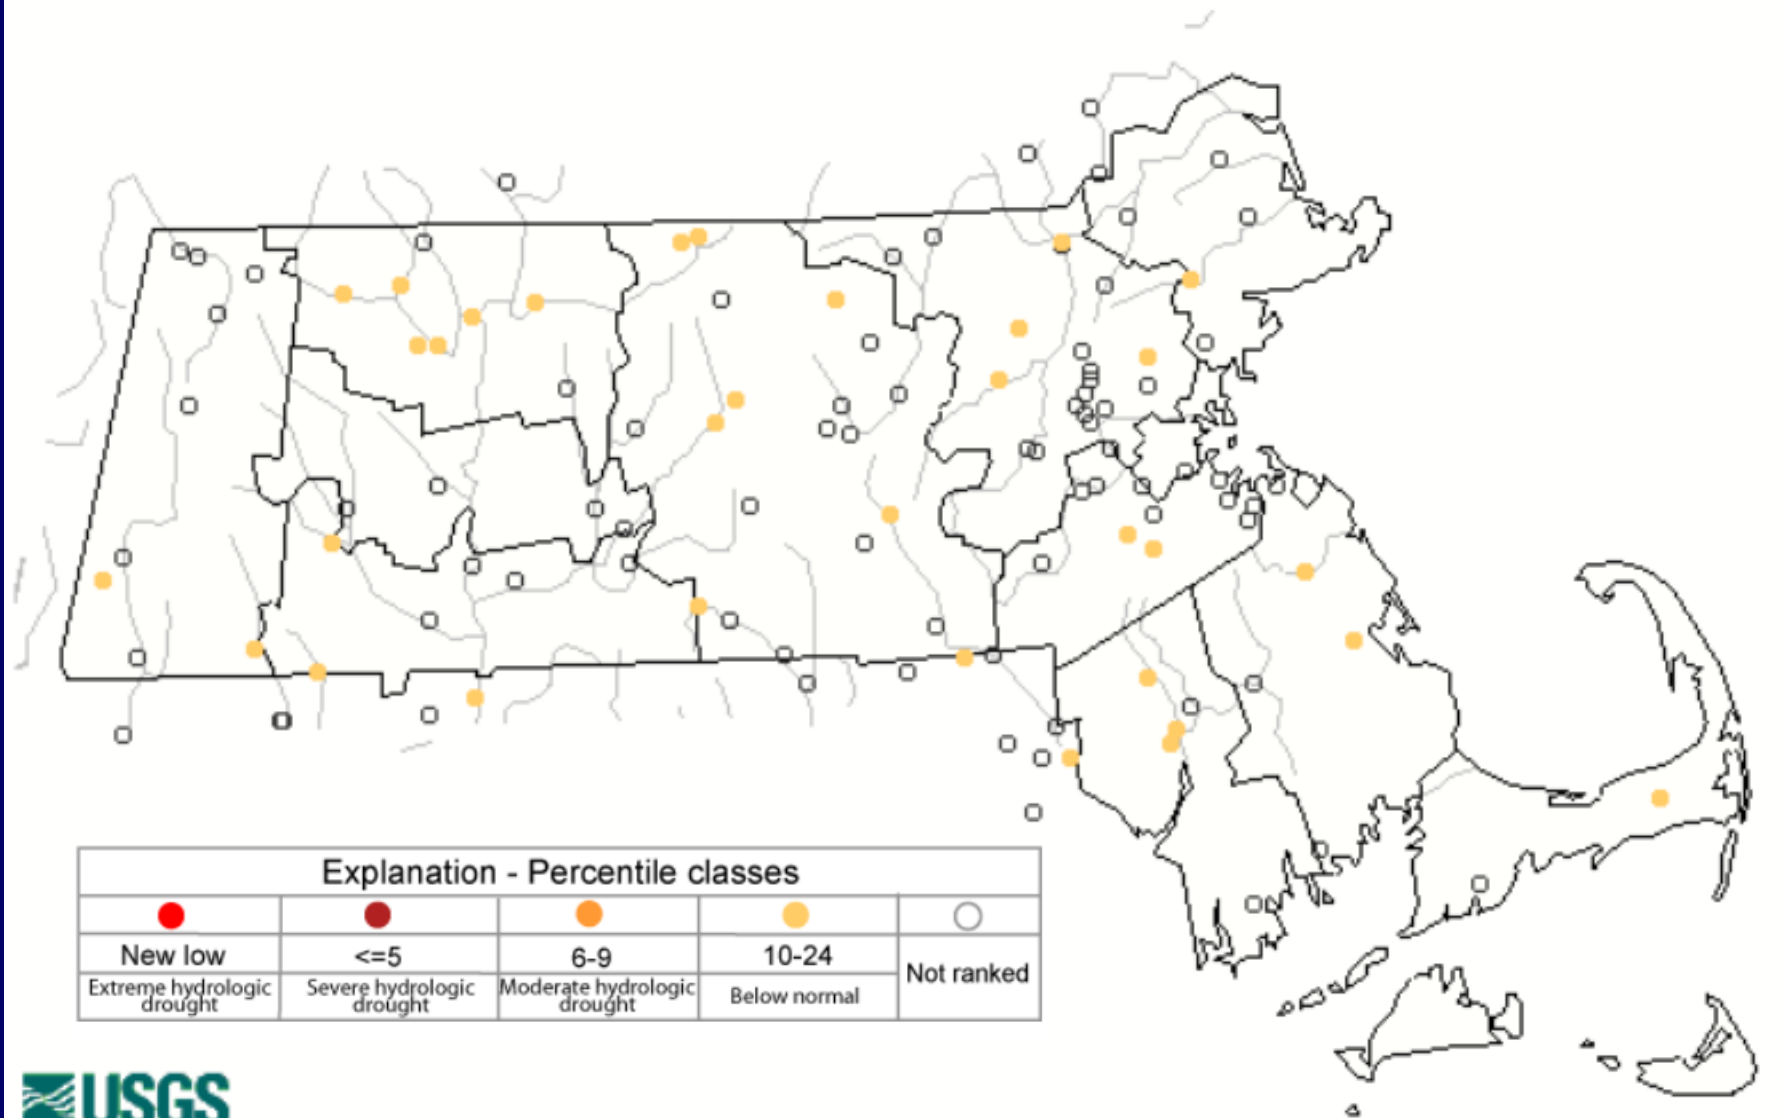 Explanation - Percentile classes
New low <=5 6-9 10-24 Not ranked
Extreme hydrologic drought Severe hydrologic drought Moderate hydrologic drought Below normal
USGS